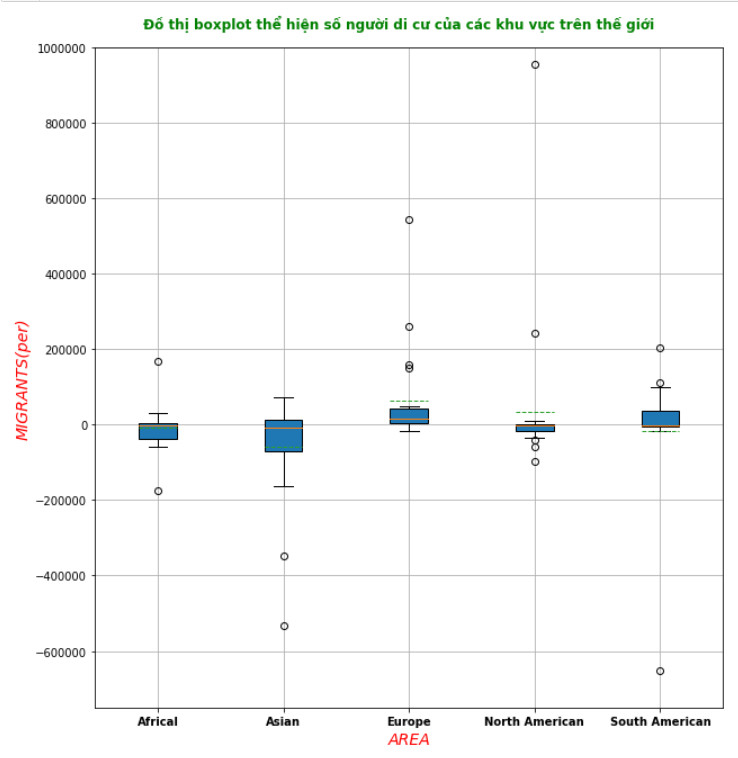 Đồ thị boxplot thể hiện số người di cư của các khu vực trên thế giới
1000000
800000
600000
400000
200000
0
−200000
−400000
−600000
MIGRANTS(per)
Africal
Asian
Europe
North American
South American
AREA